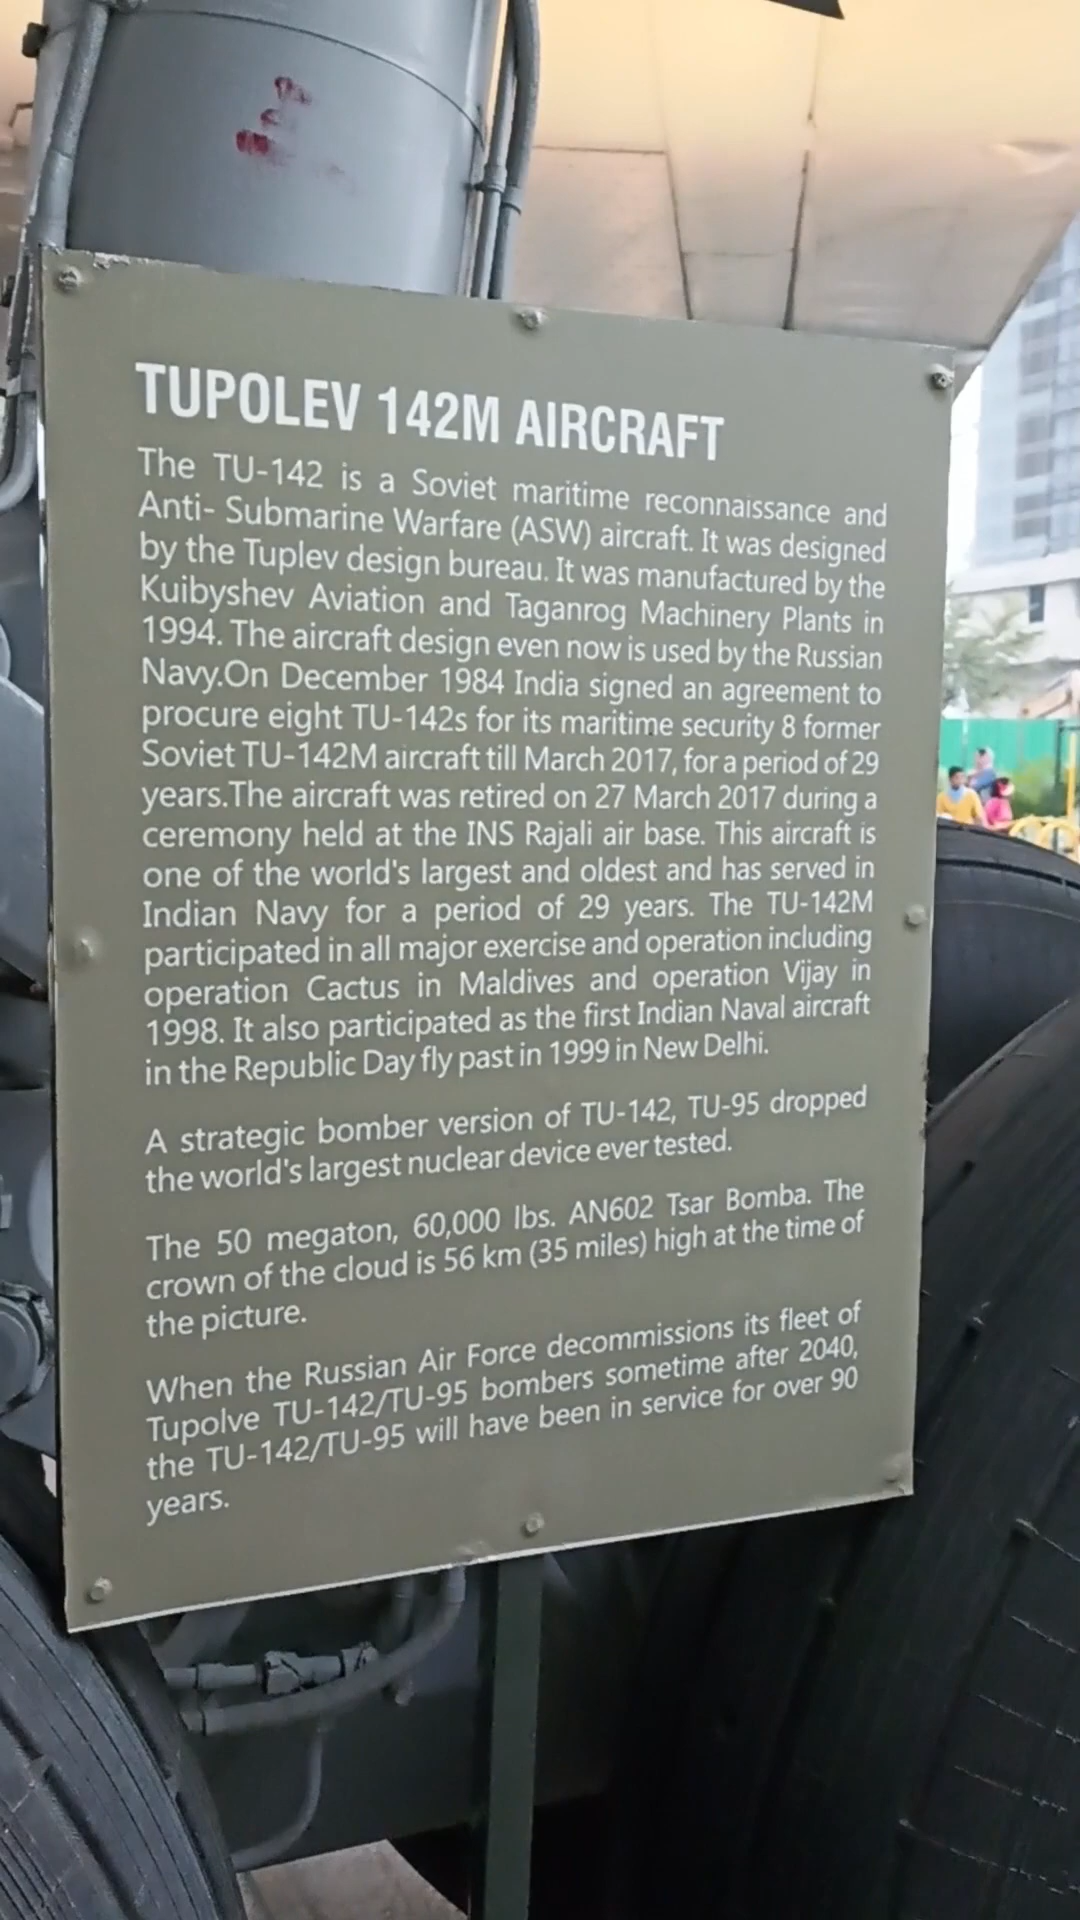 TUPOLEV 142M AIRCRAFT
The TU-142 is a Soviet maritime reconnaissance and
Anti- Submarine Warfare (ASW) aircraft. It was designed
by the Tuplev design bureau. It was manufactured by the
Kuibyshev Aviation and Taganrog Machinery Plants in
1994. The aircraft design even now is used by the Russian
Navy.On December 1984 India signed an agreement to
procure eight TU-142s for its maritime security 8 former
Soviet TU-142M aircraft till March 2017, for a period of 29
years.The aircraft was retired on 27 March 2017 during a
ceremony held at the INS Rajali air base. This aircraft is
one of the world's largest and oldest and has served in
Indian Navy for a period of 29 years. The TU-142M
participated in all major exercise and operation including
operation Cactus in Maldives and operation Vijay in
1998. It also participated as the first Indian Naval aircraft
in the Republic Day fly past in 1999 in New Delhi.
A strategic bomber version of TU-142, TU-95 dropped
the world's largest nuclear device ever tested.
The 50 megaton, 60,000 lbs. AN602 Tsar Bomba. The
crown of the cloud is 56 km (35 miles) high at the time of
the picture.
When the Russian Air Force decommissions its fleet of
Tupolve TU-142/TU-95 bombers sometime after 2040,
the TU-142/TU-95 will have been in service for over 90
years.